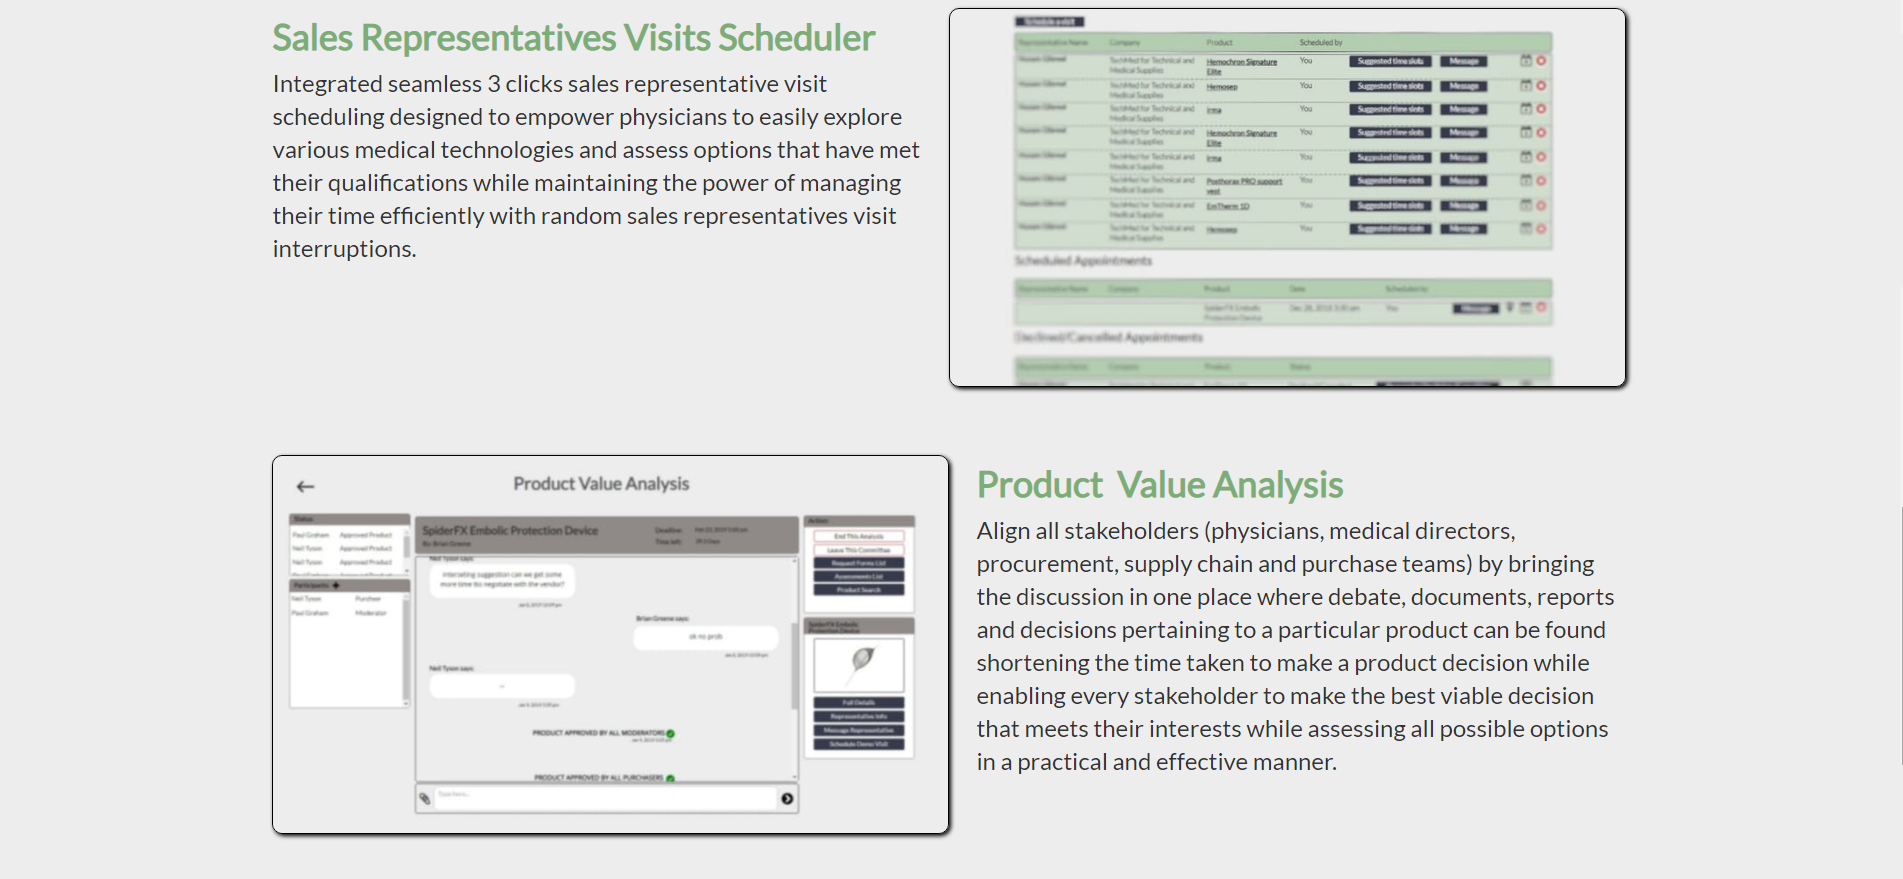 Sales Representatives Visits Scheduler
Integrated seamless 3 clicks sales representative visit
scheduling designed to empower physicians to easily explore
various medical technologies and assess options that have met
their qualifications while maintaining the power of managing
their time efficiently with random sales representatives visit
interruptions.
Schedule a visit
Representative Name Company Product Scheduled by
TechMed for Technical and Medical Supplies Hemochron Signature Elite You Suggested time slots Message
TechMed for Technical and Medical Supplies Hemosep You Suggested time slots Message
TechMed for Technical and Medical Supplies Irma You Suggested time slots Message
TechMed for Technical and Medical Supplies Hemochron Signature Elite You Suggested time slots Message
TechMed for Technical and Medical Supplies Irma You Suggested time slots Message
TechMed for Technical and Medical Supplies Posthorax PRO support vest You Suggested time slots Message
TechMed for Technical and Medical Supplies EmTherm 1D You Suggested time slots Message
TechMed for Technical and Medical Supplies Hemosep You Suggested time slots Message
Scheduled Appointments
Representative Name Company Product Date Scheduled by
SpiderFX Embolic Protection Device You Message
Declined/Cancelled Appointments
Representative Name Company Product Status
Product Value Analysis
Status
Paul Graham Approved Product
Neil Tyson Approved Product
Neil Tyson Approved Product
Participants
Neil Tyson Purchaser
Paul Graham Moderator
SpiderFX Embolic Protection Device
By: Brian Greene
Deadline:
Time left:
Neil Tyson says:
Interesting suggestion can we get some
more time to negotiate with the vendor?
Brian Greene says:
ok no prob
Neil Tyson says:
PRODUCT APPROVED BY ALL MODERATORS
PRODUCT APPROVED BY ALL PURCHASERS
Type here...
Action
End This Analysis
Leave This Committee
Request Forms List
Assessments List
Product Search
SpiderFX Embolic
Protection Device
Full Details
Representative Info
Message Representative
Schedule Demo Visit
Product  Value Analysis
Align all stakeholders (physicians, medical directors,
procurement, supply chain and purchase teams) by bringing
the discussion in one place where debate, documents, reports
and decisions pertaining to a particular product can be found
shortening the time taken to make a product decision while
enabling every stakeholder to make the best viable decision
that meets their interests while assessing all possible options
in a practical and effective manner.